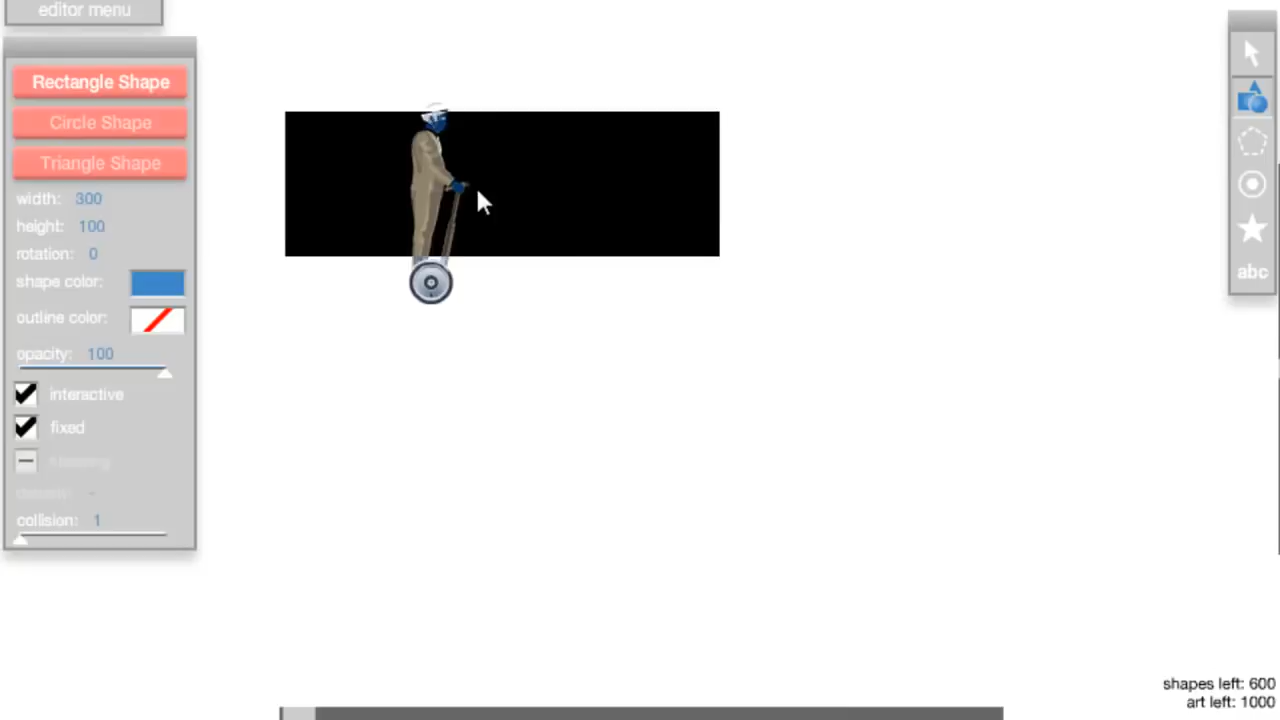 editor menu
Rectangle Shape
Circle Shape
Triangle Shape
width: 300
height: 100
rotation: 0
shape color:
outline color:
opacity: 100
interactive
fixed
collision: 1
abc
shapes left: 600
art left: 1000